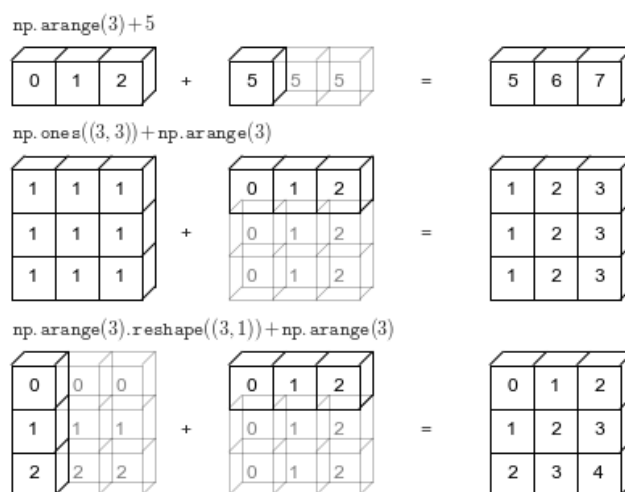 np.arange(3)+5
0 1 2 + 5 5 5 = 5 6 7
np.ones((3,3))+np.arange(3)
1 1 1 0 1 2 1 2 3
1 1 1 + 0 1 2 = 1 2 3
1 1 1 0 1 2 1 2 3
np.arange(3).reshape((3,1))+np.arange(3)
0 0 0 0 1 2 0 1 2
1 1 1 + 0 1 2 = 1 2 3
2 2 2 0 1 2 2 3 4